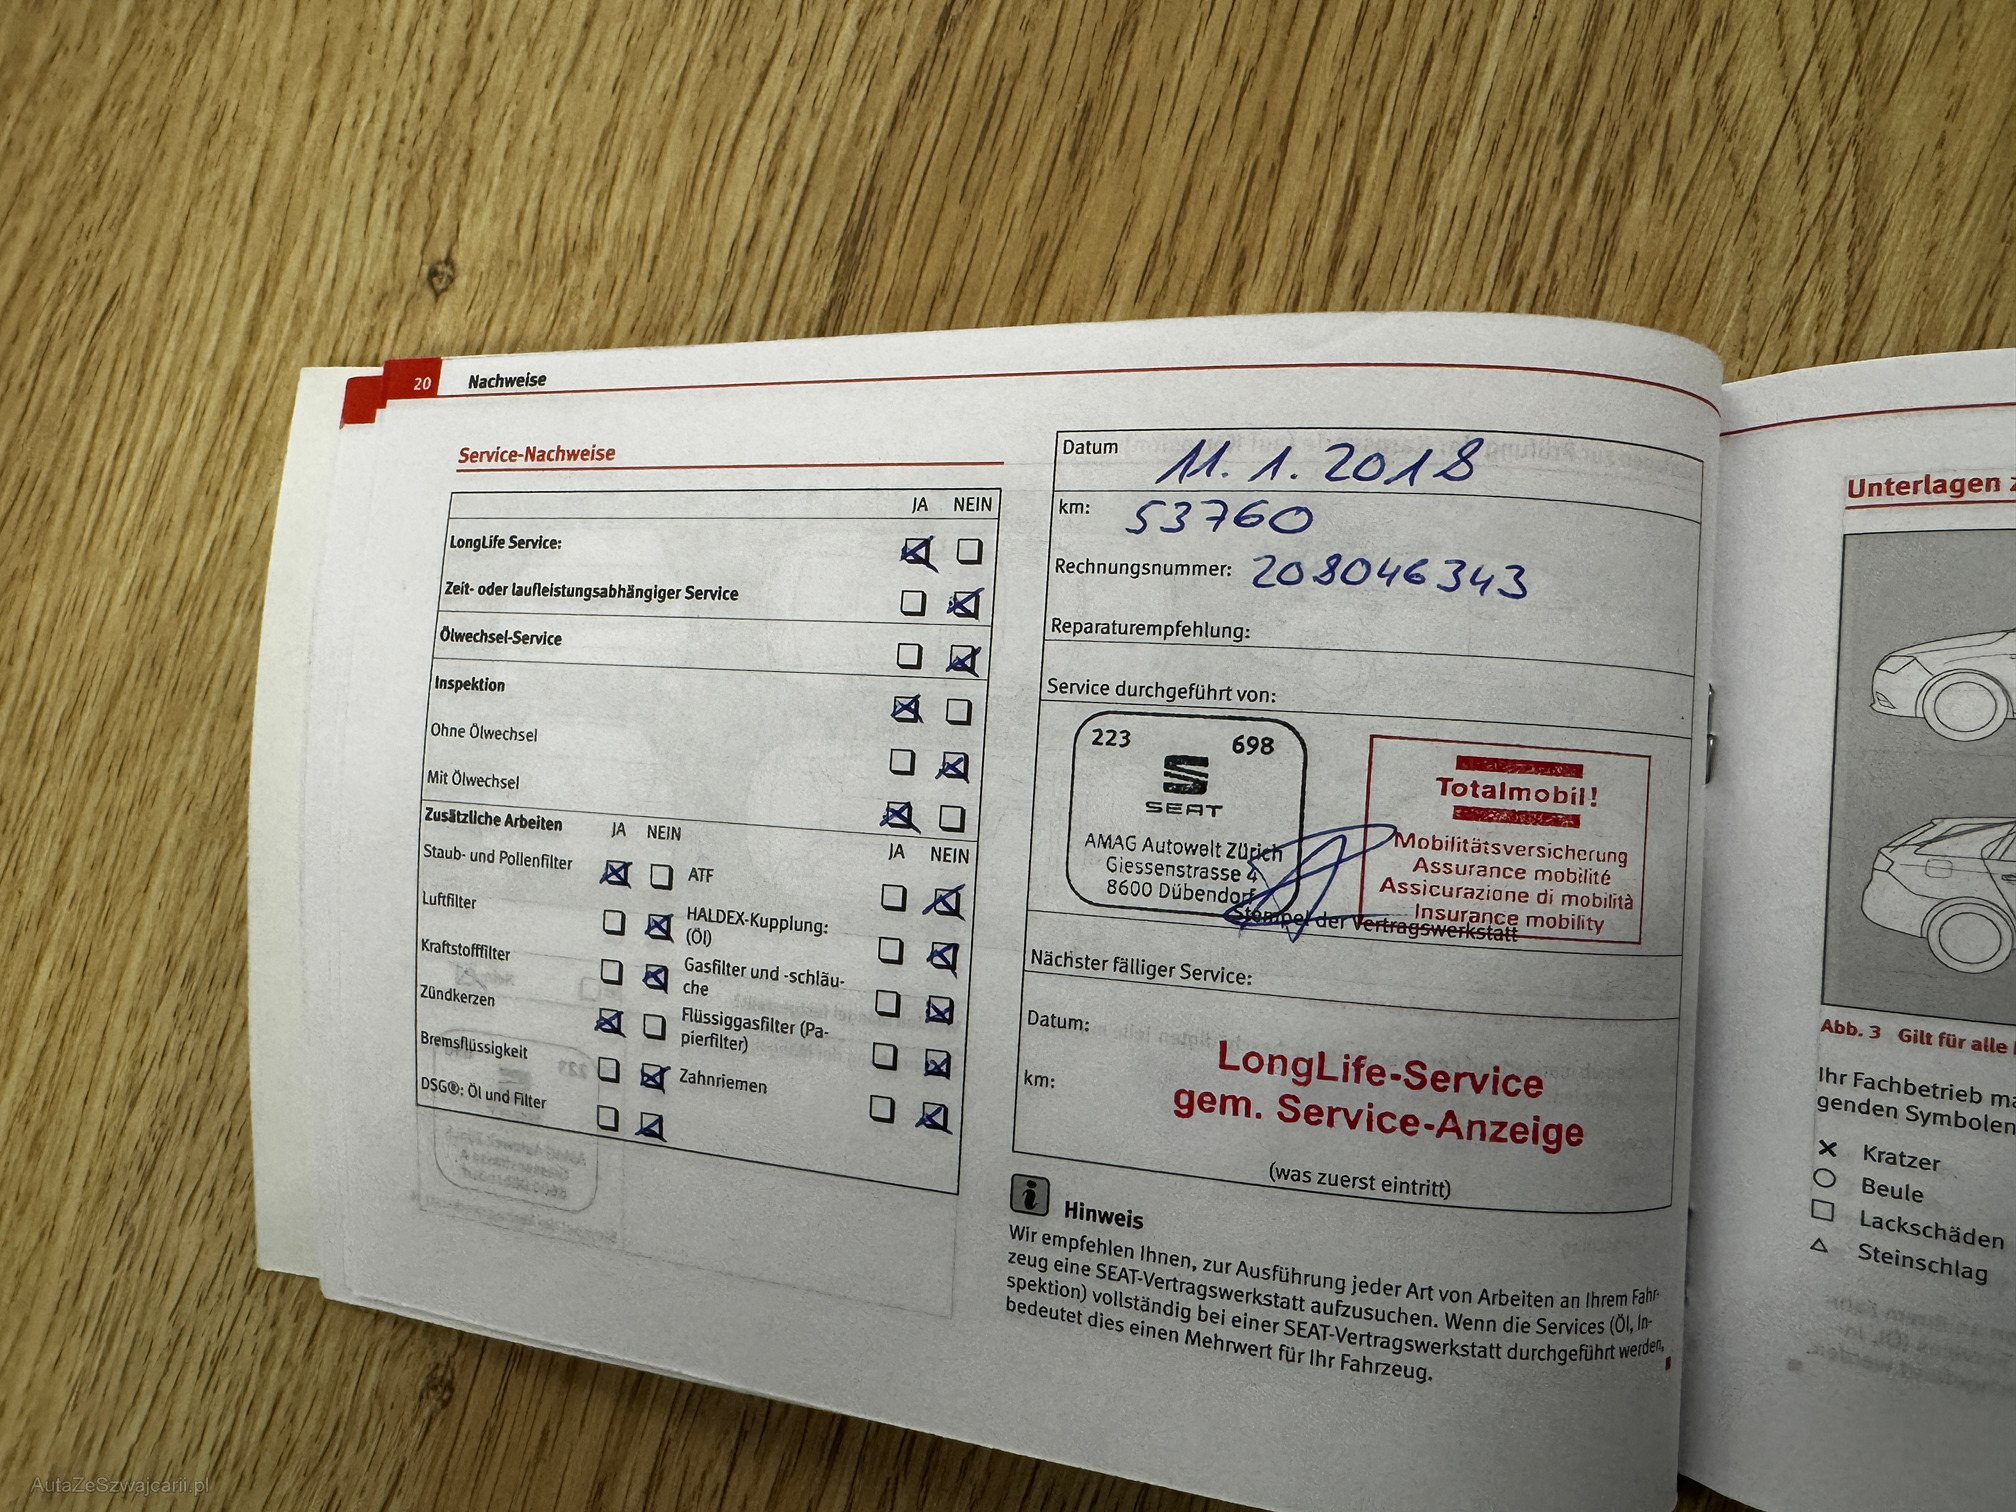 20 Nachweise
Service-Nachweise
JA NEIN
LongLife Service:
Zeit- oder laufleistungsabhängiger Service
Ölwechsel-Service
Inspektion
Ohne Ölwechsel
Mit Ölwechsel
Zusätzliche Arbeiten JA NEIN JA NEIN
Staub- und Pollenfilter ATF
Luftfilter HALDEX-Kupplung:
(Öl)
Kraftstofffilter Gasfilter und -schläu-
che
Zündkerzen Flüssiggasfilter (Pa-
pierfilter)
Bremsflüssigkeit Zahnriemen
DSG®: Öl und Filter
Datum 11. 1. 2018
km: 53760
Rechnungsnummer: 208046343
Reparaturempfehlung:
Service durchgeführt von:
223 698
SEAT
AMAG Autowelt Zürich
Giessenstrasse 4
8600 Dübendorf
Totalmobil!
Mobilitätsversicherung
Assurance mobilité
Assicurazione di mobilità
Insurance mobility
Stempel der Vertragswerkstatt
Nächster fälliger Service:
Datum:
km:
LongLife-Service
gem. Service-Anzeige
(was zuerst eintritt)
i Hinweis
Wir empfehlen Ihnen, zur Ausführung jeder Art von Arbeiten an Ihrem Fahr-
zeug eine SEAT-Vertragswerkstatt aufzusuchen. Wenn die Services (Öl, In-
spektion) vollständig bei einer SEAT-Vertragswerkstatt durchgeführt werden,
bedeutet dies einen Mehrwert für Ihr Fahrzeug.
Unterlagen
Abb. 3 Gilt für alle
Ihr Fachbetrieb
genden Symbolen
Kratzer
Beule
Lackschäden
Steinschlag
AutaZeSzwajcarii.pl